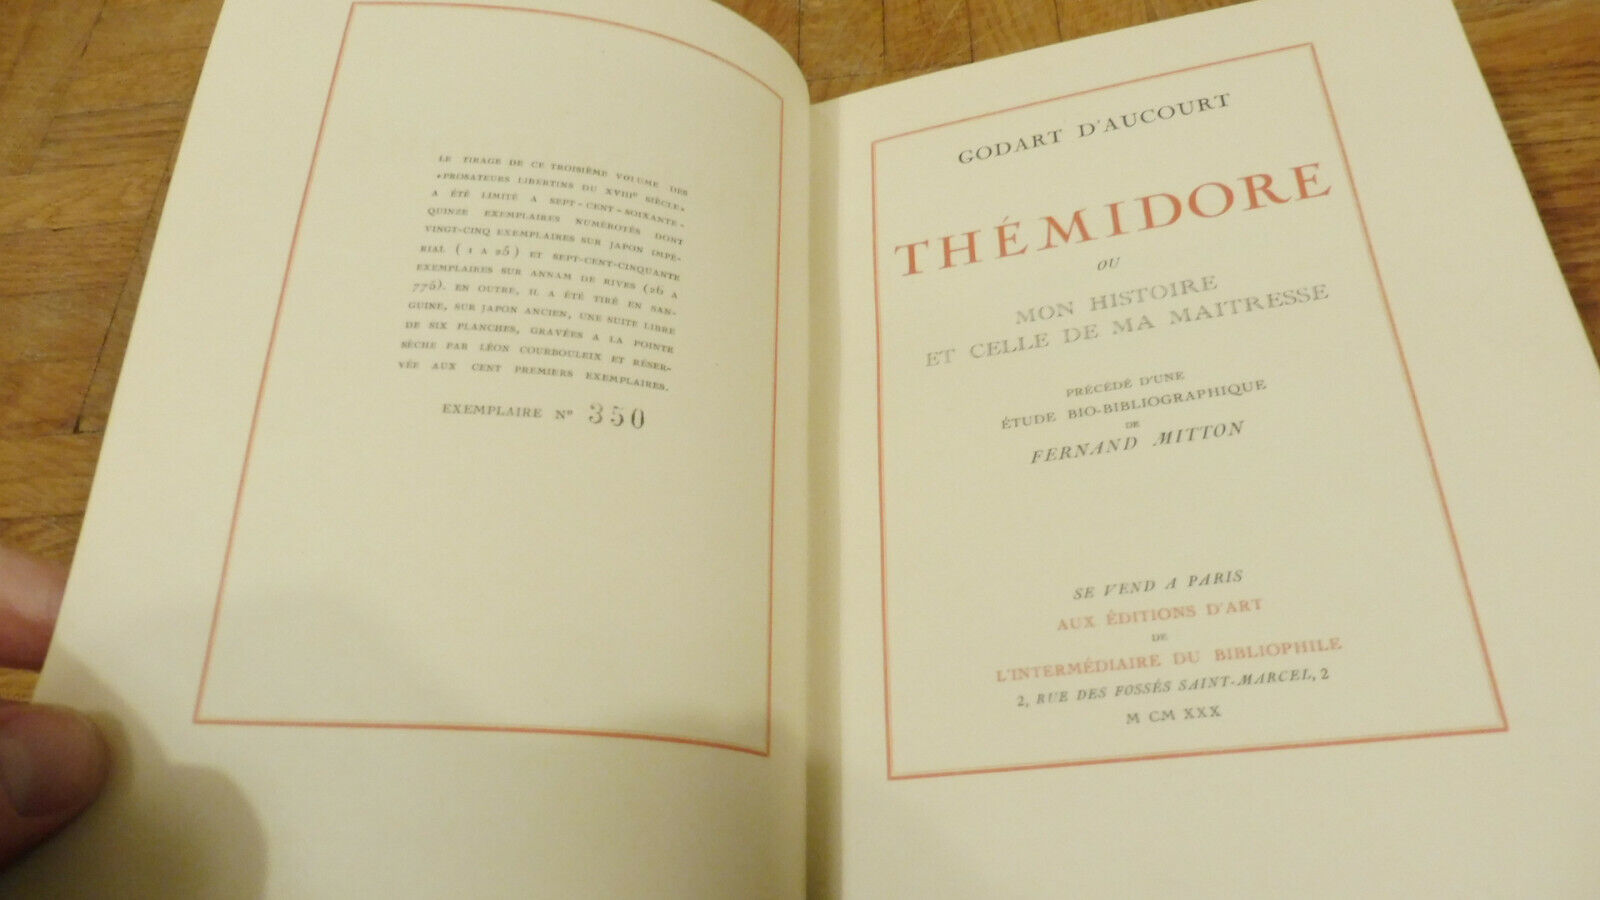 LE TIRAGE DE CE TROISIÈME VOLUME DES
«PROSATEURS LIBERTINS DU XVIIIe SIÈCLE»
A ÉTÉ LIMITÉ A SEPT-CENT-SOIXANTE-
QUINZE EXEMPLAIRES NUMÉROTÉS DONT
VINGT-CINQ EXEMPLAIRES SUR JAPON IMPÉ-
RIAL (1 A 25) ET SEPT-CENT-CINQUANTE
EXEMPLAIRES SUR ANNAM DE RIVES (26 A
775). EN OUTRE, IL A ÉTÉ TIRÉ EN SAN-
GUINE, SUR JAPON ANCIEN, UNE SUITE LIBRE
DE SIX PLANCHES, GRAVÉES A LA POINTE
SÈCHE PAR LÉON COURBOULEIX ET RÉSER-
VÉE AUX CENT PREMIERS EXEMPLAIRES.
EXEMPLAIRE No 350
GODART D'AUCOURT
THÉMIDORE
OU
MON HISTOIRE
ET CELLE DE MA MAITRESSE
PRÉCÉDÉ D'UNE
ÉTUDE BIO-BIBLIOGRAPHIQUE
DE
FERNAND MITTON
SE VEND A PARIS
AUX ÉDITIONS D'ART
DE
L'INTERMÉDIAIRE DU BIBLIOPHILE
2, RUE DES FOSSÉS SAINT-MARCEL, 2
M CM XXX